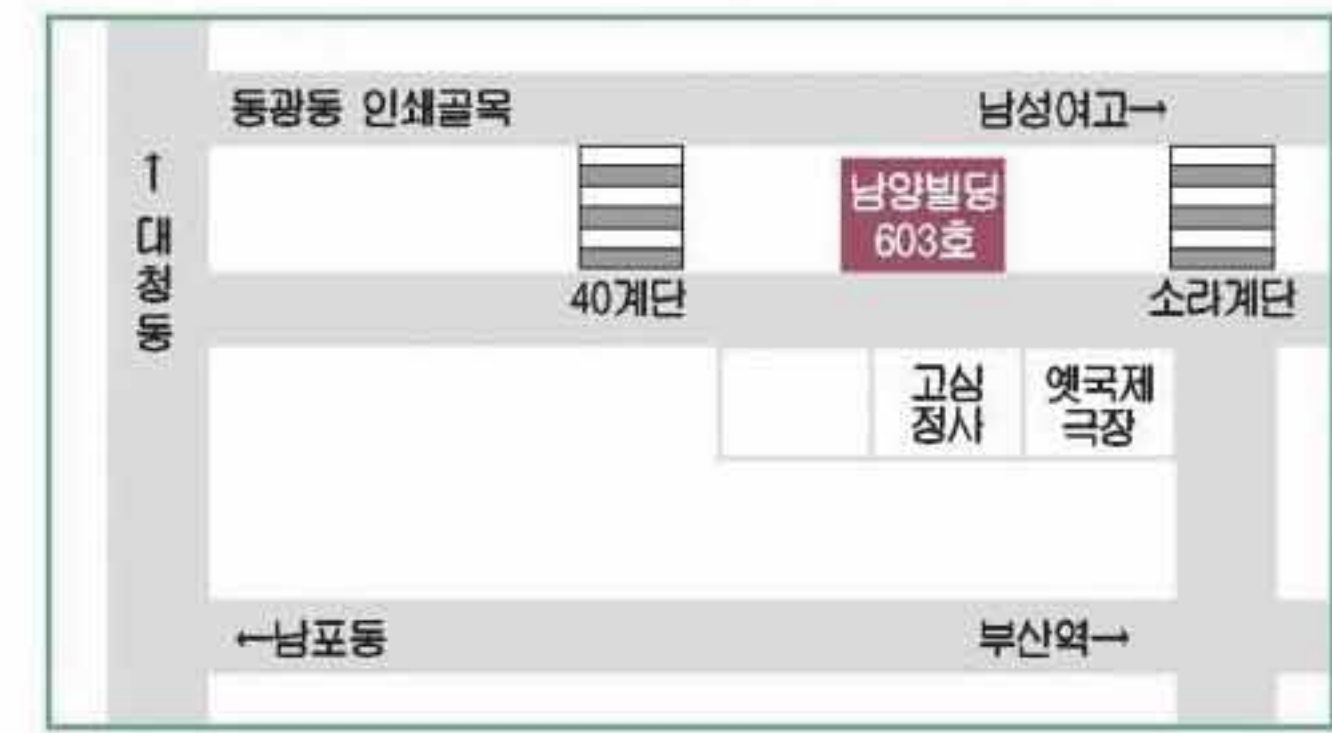 동광동 인쇄골목
남성여고→
↑대청동
남양빌딩
603호
40계단
소라계단
고심
정사
옛국제
극장
←남포동
부산역→